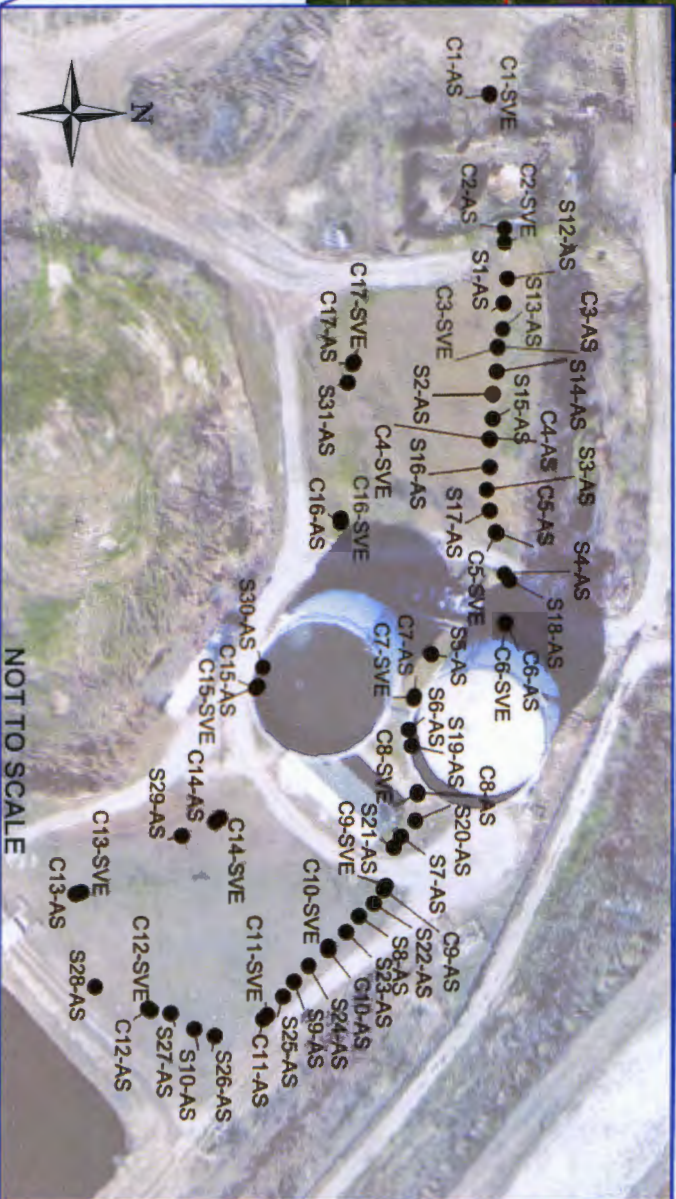 N
C1-SVE
C1-AS
S12-AS
C2-SVE
C2-AS
C3-AS
S13-AS
S1-AS
S14-AS
C3-SVE
S15-AS
S2-AS
C4-AS
C4-SVE
S3-AS
S16-AS
C5-AS
S17-AS
C5-SVE
S4-AS
S18-AS
C6-AS
C6-SVE
C17-SVE
C17-AS
S31-AS
C16-SVE
C16-AS
S5-AS
C7-AS
C7-SVE
S6-AS
S19-AS
C8-AS
C8-SVE
S20-AS
S7-AS
S21-AS
C9-SVE
C9-AS
S22-AS
S8-AS
S23-AS
C10-AS
C10-SVE
S24-AS
S9-AS
S25-AS
C11-SVE
C11-AS
S26-AS
S10-AS
S27-AS
C12-SVE
C12-AS
S28-AS
C13-SVE
C13-AS
C14-SVE
C14-AS
S29-AS
S30-AS
C15-AS
C15-SVE
NOT TO SCALE